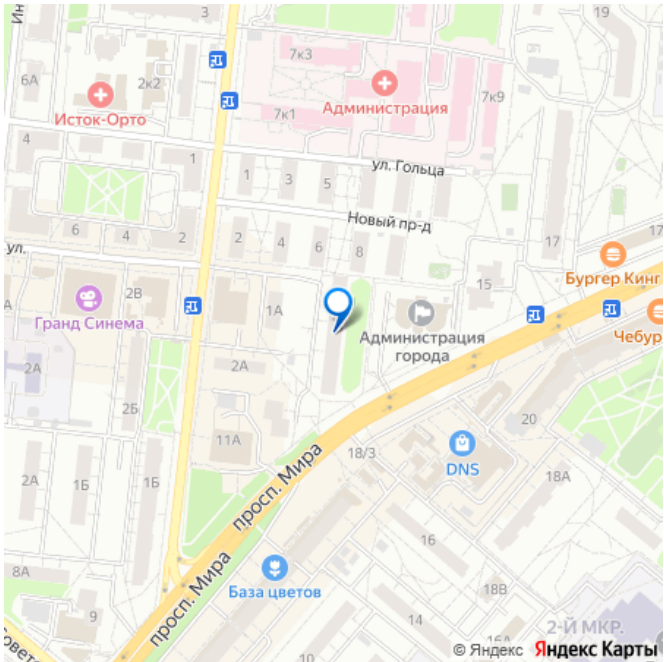 Ин
3
7к3
19
6А
2к2
Администрация
7к9
Исток-Орто
7к1
4
1
ул. Гольца
1
3
5
Новый пр-д
6
4
2
2
4
6
8
17
17
ул.
Бургер Кинг
15
2В
1А
Гранд Синема
Администрация
города
Чебур
2А
2А
2Б
20
11А
18/3
DNS
18А
2А
1Б
1Б
просп. Мира
16
8А
База цветов
18В
9
просп. Мира
2-Й МКР.
16А
Совето
© Яндекс Яндекс Карты